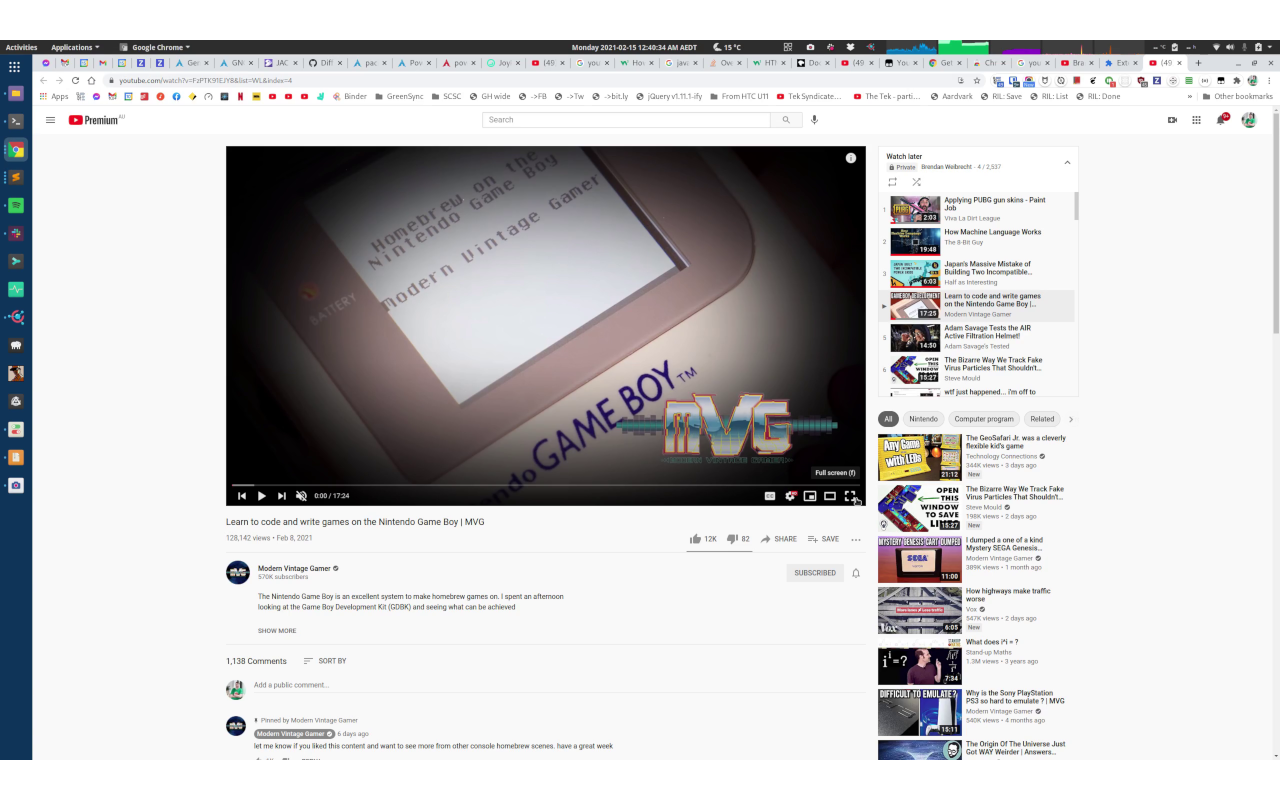 Activities
Applications
Google Chrome
Monday 2021-02-15 12:40:34 AM AEDT
15 °C
youtube.com/watch?v=FzPTK91EJY8&list=WL&index=4
Apps
Binder
GreenSync
SCSC
GH wide
->FB
->Tw
->bit.ly
jQuery v1.11.1-ify
From HTC U11
Tek Syndicate...
The Tek - parti...
Aardvark
RIL: Save
RIL: List
RIL: Done
»
Other bookmarks
Premium AU
Search
Homebrew on the
Nintendo Game Boy
modern Vintage Gamer
BATTERY
Nintendo GAME BOY™
MVG
MODERN VINTAGE GAMER
Full screen (f)
0:00 / 17:24
Learn to code and write games on the Nintendo Game Boy | MVG
128,142 views • Feb 8, 2021
12K
82
SHARE
SAVE
Modern Vintage Gamer
570K subscribers
SUBSCRIBED
The Nintendo Game Boy is an excellent system to make homebrew games on. I spent an afternoon
looking at the Game Boy Development Kit (GDBK) and seeing what can be achieved
SHOW MORE
1,138 Comments
SORT BY
Add a public comment...
Pinned by Modern Vintage Gamer
Modern Vintage Gamer
6 days ago
let me know if you liked this content and want to see more from other console homebrew scenes. have a great week
Watch later
Private
Brendan Weibrecht - 4 / 2,537
1
2:03
Applying PUBG gun skins - Paint
Job
Viva La Dirt League
2
19:48
How Machine Language Works
The 8-Bit Guy
3
6:03
Japan's Massive Mistake of
Building Two Incompatible...
Half as Interesting
GAMEBOY DEVELOPMENT
17:25
Learn to code and write games
on the Nintendo Game Boy |...
Modern Vintage Gamer
5
14:50
Adam Savage Tests the AIR
Active Filtration Helmet!
Adam Savage's Tested
6
15:27
The Bizarre Way We Track Fake
Virus Particles That Shouldn't...
Steve Mould
wtf just happened... i'm off to
All
Nintendo
Computer program
Related
Any Game
with LEDs
21:12
The GeoSafari Jr. was a cleverly
flexible kid's game
Technology Connections
344K views • 3 days ago
New
OPEN
THIS
WINDOW
TO SAVE
15:27
The Bizarre Way We Track Fake
Virus Particles That Shouldn't...
Steve Mould
198K views • 2 days ago
New
MYSTERY GENESIS CART DUMPED
SEGA
11:00
I dumped a one of a kind
Mystery SEGA Genesis...
Modern Vintage Gamer
389K views • 1 month ago
More lanes
Less traffic
Vox
6:05
How highways make traffic
worse
Vox
547K views • 2 days ago
New
i^i = ?
7:34
What does i^i = ?
Stand-up Maths
1.3M views • 3 years ago
DIFFICULT TO EMULATE?
15:11
Why is the Sony PlayStation
PS3 so hard to emulate ? | MVG
Modern Vintage Gamer
540K views • 4 months ago
The Origin Of The Universe Just
Got WAY Weirder | Answers...